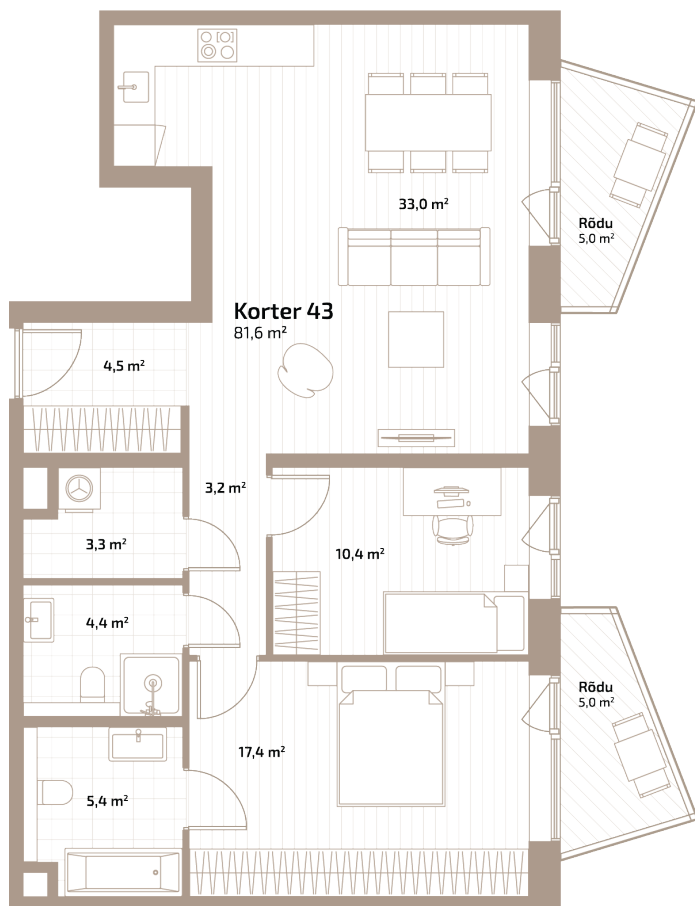 33,0 m²
Rõdu
5,0 m²
Korter 43
81,6 m²
4,5 m²
3,2 m²
3,3 m²
10,4 m²
4,4 m²
Rõdu
5,0 m²
17,4 m²
5,4 m²